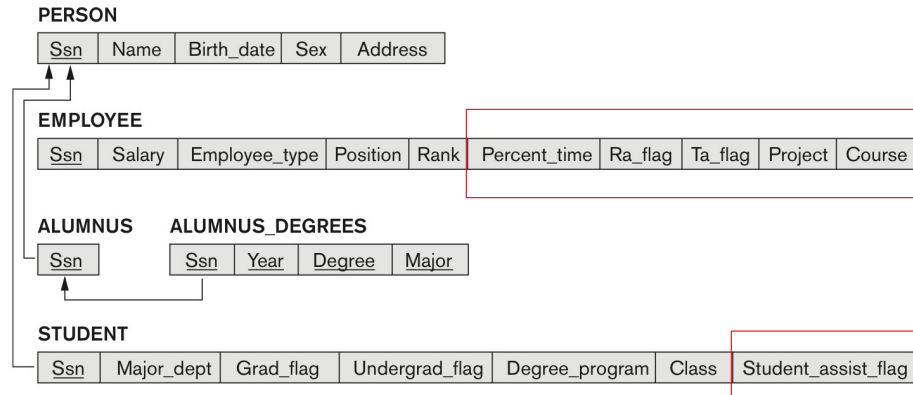 PERSON
Ssn Name Birth_date Sex Address
EMPLOYEE
Ssn Salary Employee_type Position Rank Percent_time Ra_flag Ta_flag Project Course
ALUMNUS ALUMNUS_DEGREES
Ssn Ssn Year Degree Major
STUDENT
Ssn Major_dept Grad_flag Undergrad_flag Degree_program Class Student_assist_flag